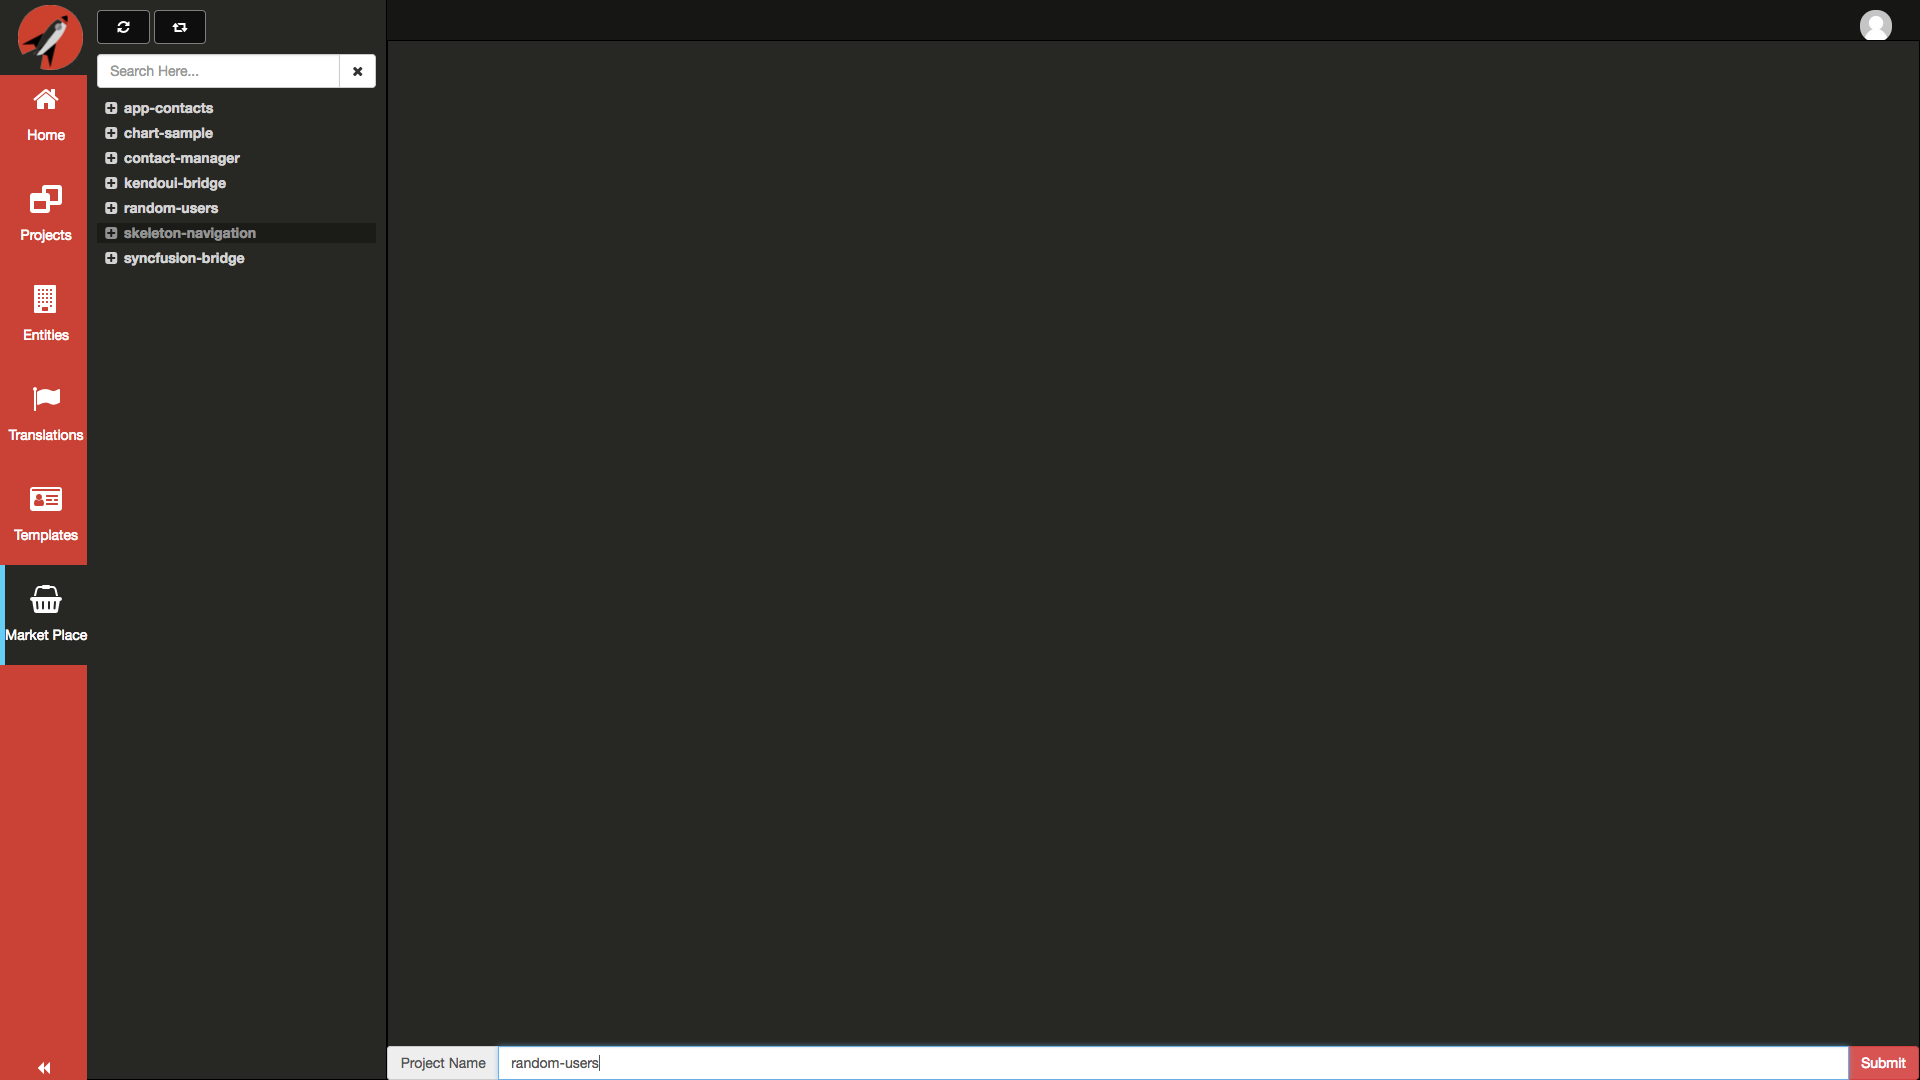 Search Here...
app-contacts
chart-sample
contact-manager
kendoui-bridge
random-users
skeleton-navigation
syncfusion-bridge
Home
Projects
Entities
Translations
Templates
Market Place
Project Name
random-users
Submit